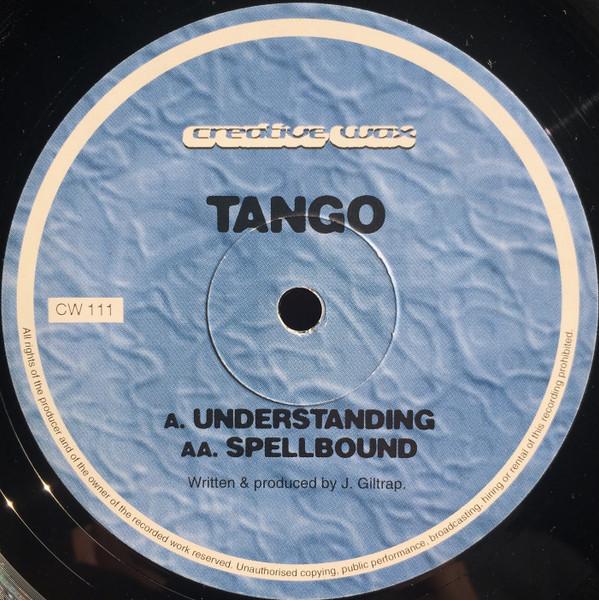 creative wax
TANGO
CW 111
A. UNDERSTANDING
AA. SPELLBOUND
Written & produced by J. Giltrap.
All rights of the producer and of the owner of the recorded work reserved. Unauthorised copying, public performance, broadcasting, hiring or rental of this recording prohibited.